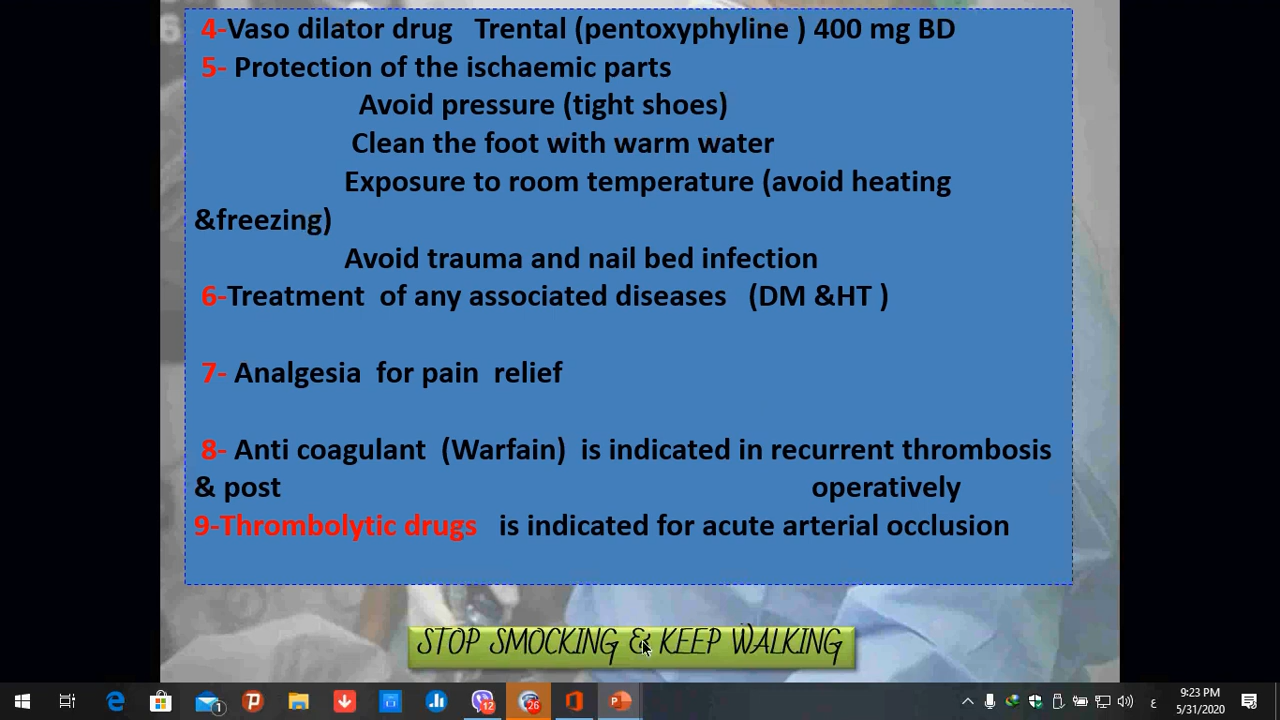 4-Vaso dilator drug Trental (pentoxyphyline ) 400 mg BD
5- Protection of the ischaemic parts
Avoid pressure (tight shoes)
Clean the foot with warm water
Exposure to room temperature (avoid heating
&freezing)
Avoid trauma and nail bed infection
6-Treatment of any associated diseases (DM &HT )
7- Analgesia for pain relief
8- Anti coagulant (Warfain) is indicated in recurrent thrombosis
& post operatively
9-Thrombolytic drugs is indicated for acute arterial occlusion
STOP SMOCKING & KEEP WALKING
1
12
26
ع
9:23 PM
5/31/2020